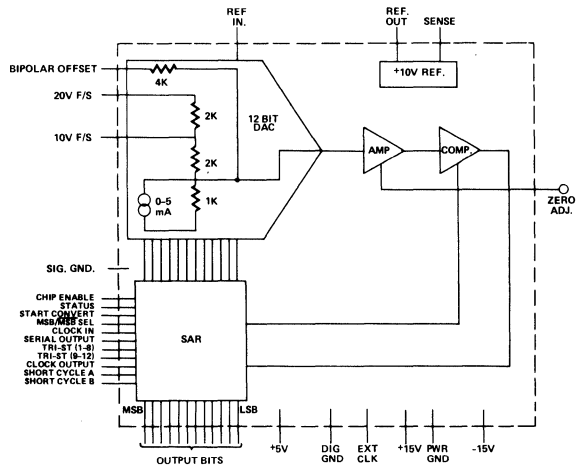 REF IN.
REF. OUT
SENSE
+10V REF.
BIPOLAR OFFSET
4K
20V F/S
2K
12 BIT DAC
10V F/S
2K
AMP
COMP.
0-5 mA
1K
ZERO ADJ.
SIG. GND.
CHIP ENABLE
STATUS
START CONVERT
MSB/MSB SEL
CLOCK IN
SERIAL OUTPUT
TRI-ST (1-8)
TRI-ST (9-12)
CLOCK OUTPUT
SHORT CYCLE A
SHORT CYCLE B
SAR
MSB
LSB
OUTPUT BITS
+5V
DIG GND
EXT CLK
+15V
PWR GND
-15V